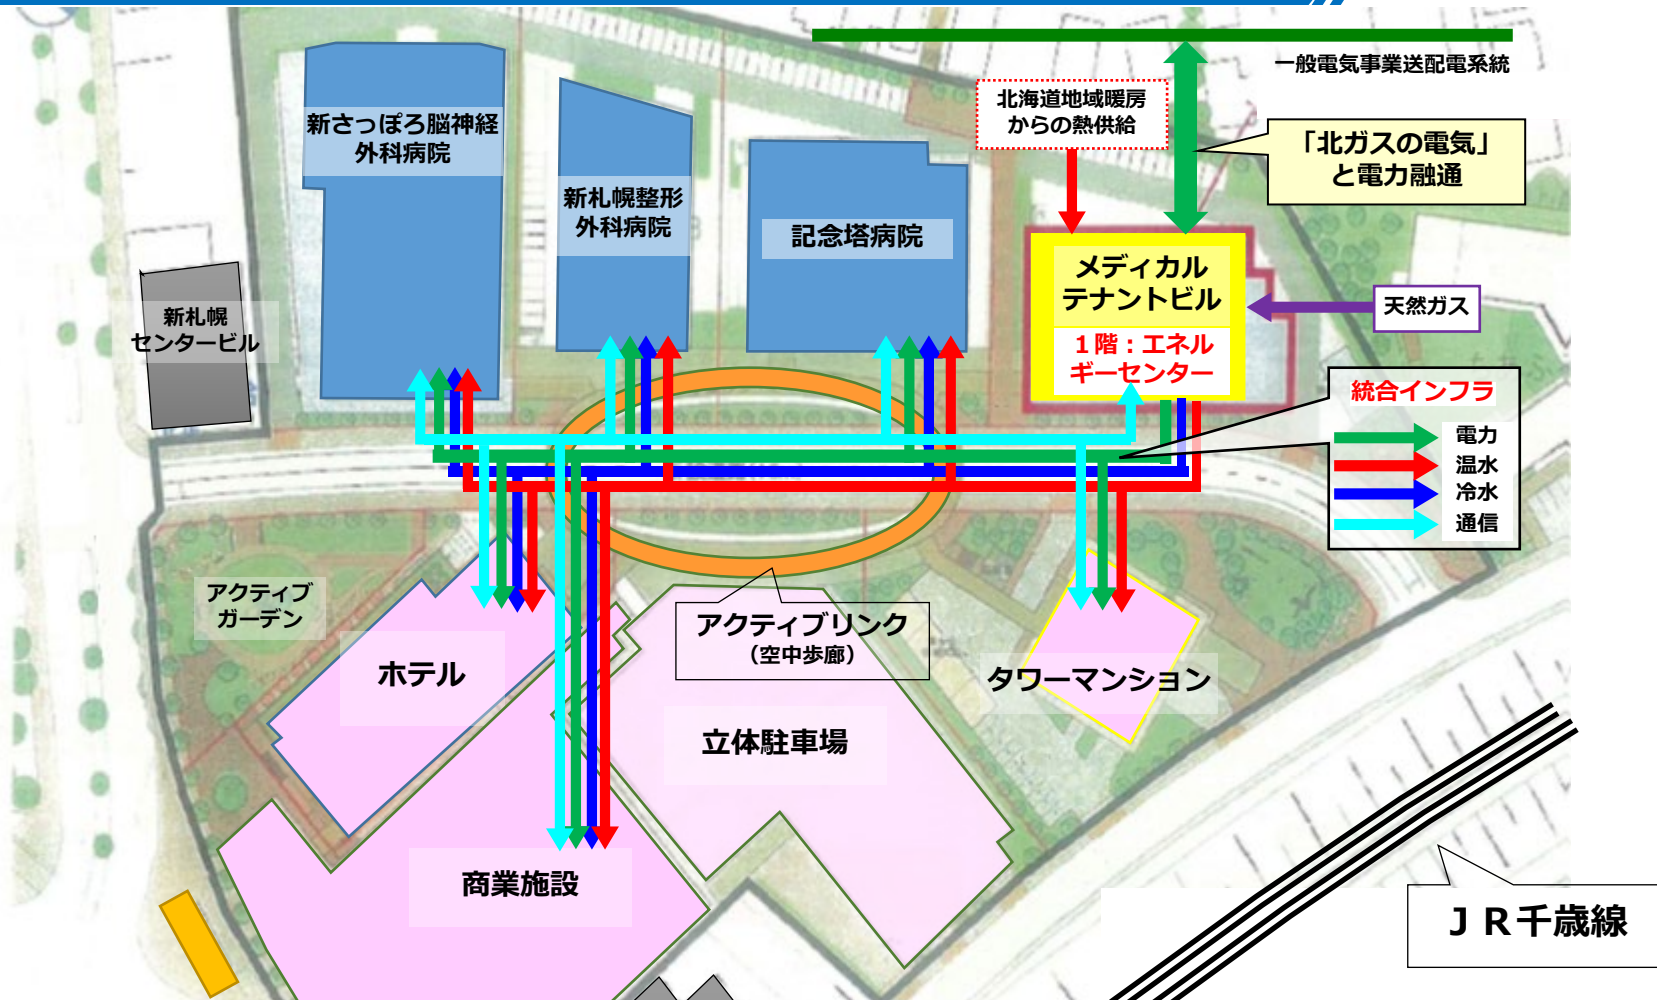 一般電気事業送配電系統
北海道地域暖房
からの熱供給
「北ガスの電気」
と電力融通
新さっぽろ脳神経
外科病院
新札幌整形
外科病院
記念塔病院
メディカル
テナントビル
１階：エネル
ギーセンター
天然ガス
新札幌
センタービル
統合インフラ
電力
温水
冷水
通信
アクティブ
ガーデン
ホテル
アクティブリンク
（空中歩廊）
タワーマンション
立体駐車場
商業施設
ＪＲ千歳線